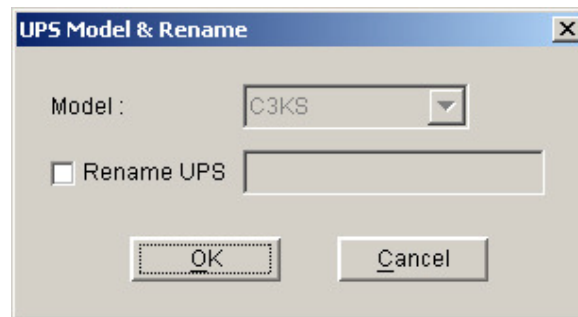 UPS Model & Rename
Model : C3KS
Rename UPS
OK Cancel